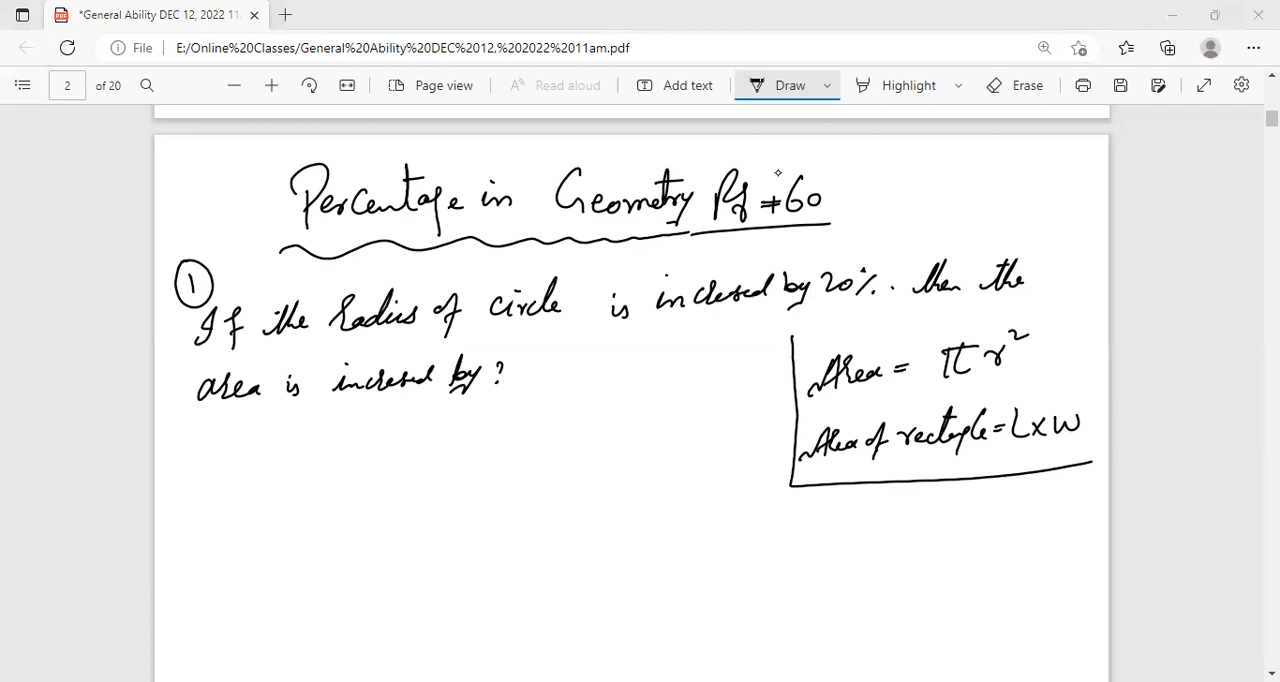 *General Ability DEC 12, 2022 11
File E:/Online%20Classes/General%20Ability%20DEC%2012,%202022%2011am.pdf
2 of 20 Page view Read aloud Add text Draw Highlight Erase
Percentage in Geometry Pg #60
1
If the radius of circle is incresed by 20%. then the
area is incresed by?
Area = πr²
Area of rectngle = L×W